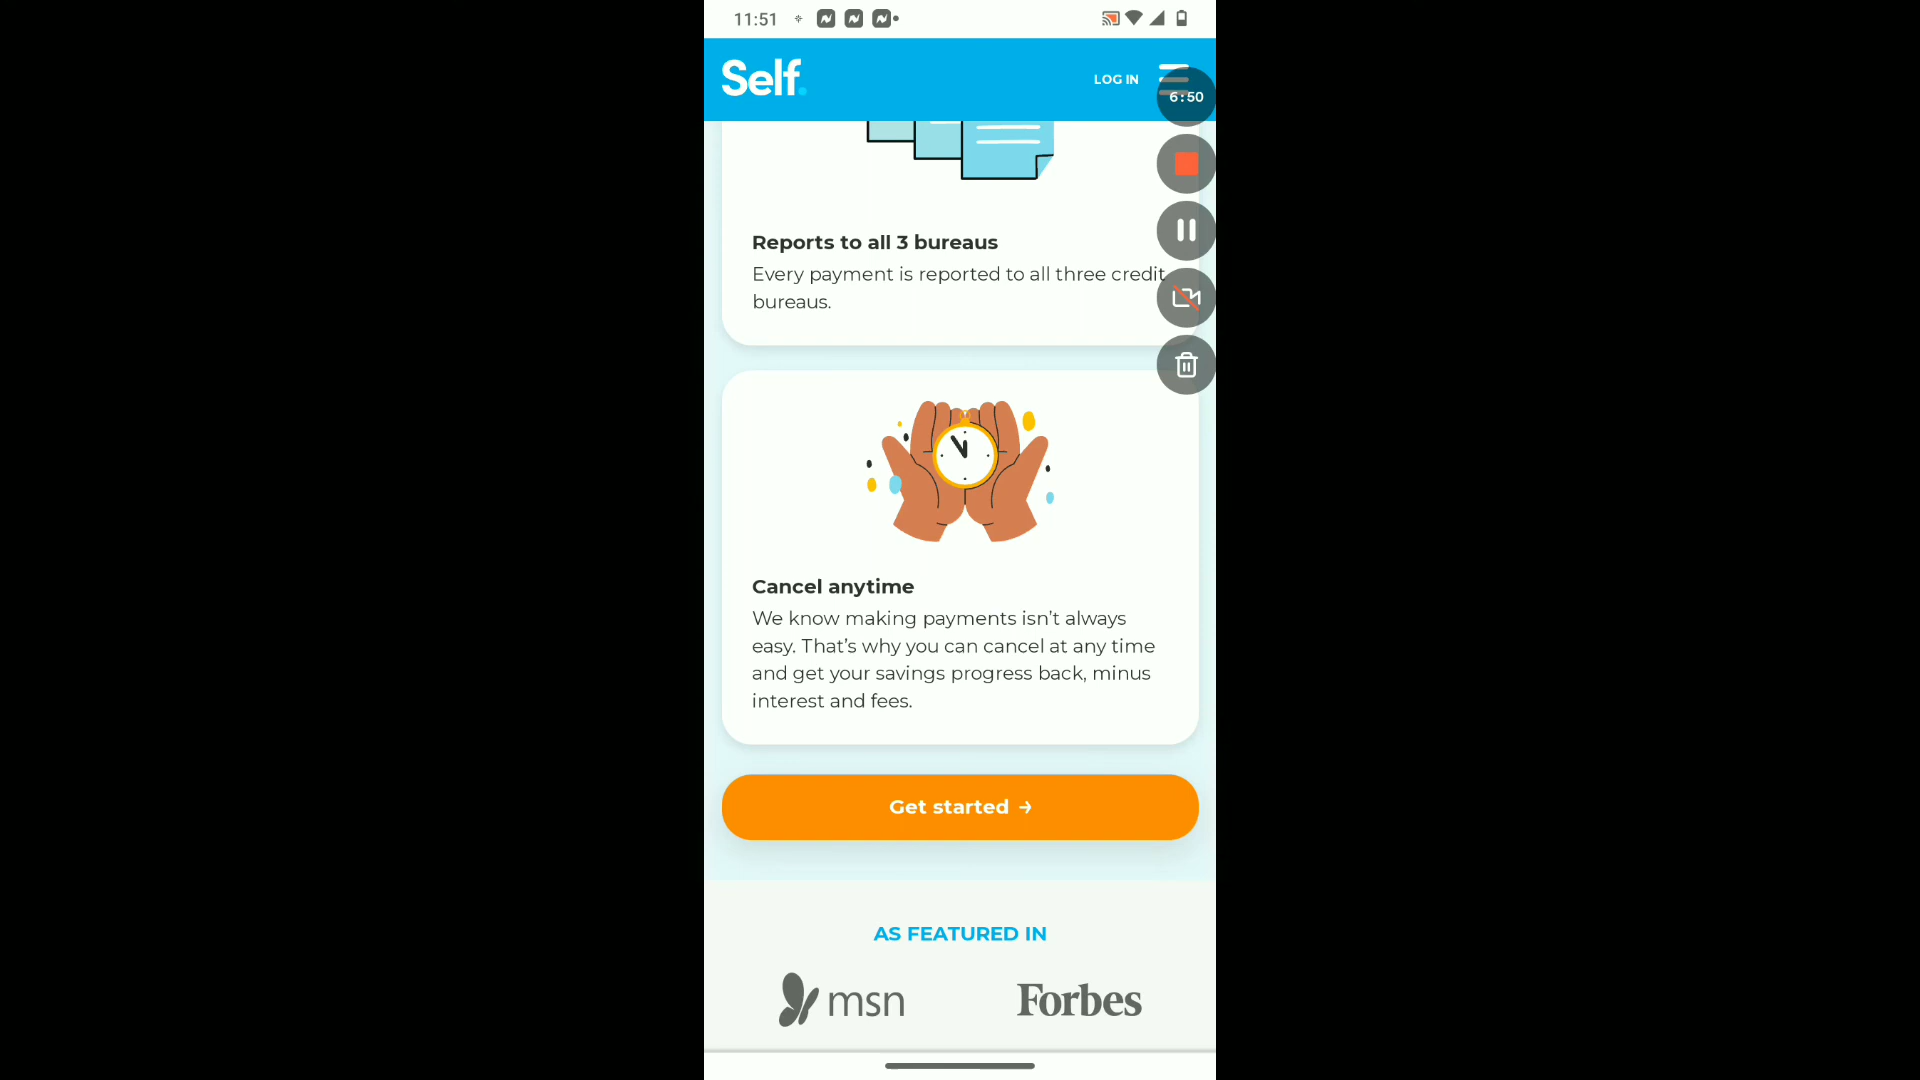 11:51
Self.
LOG IN
6:50
Reports to all 3 bureaus
Every payment is reported to all three credit
bureaus.
Cancel anytime
We know making payments isn’t always
easy. That’s why you can cancel at any time
and get your savings progress back, minus
interest and fees.
Get started →
AS FEATURED IN
msn
Forbes